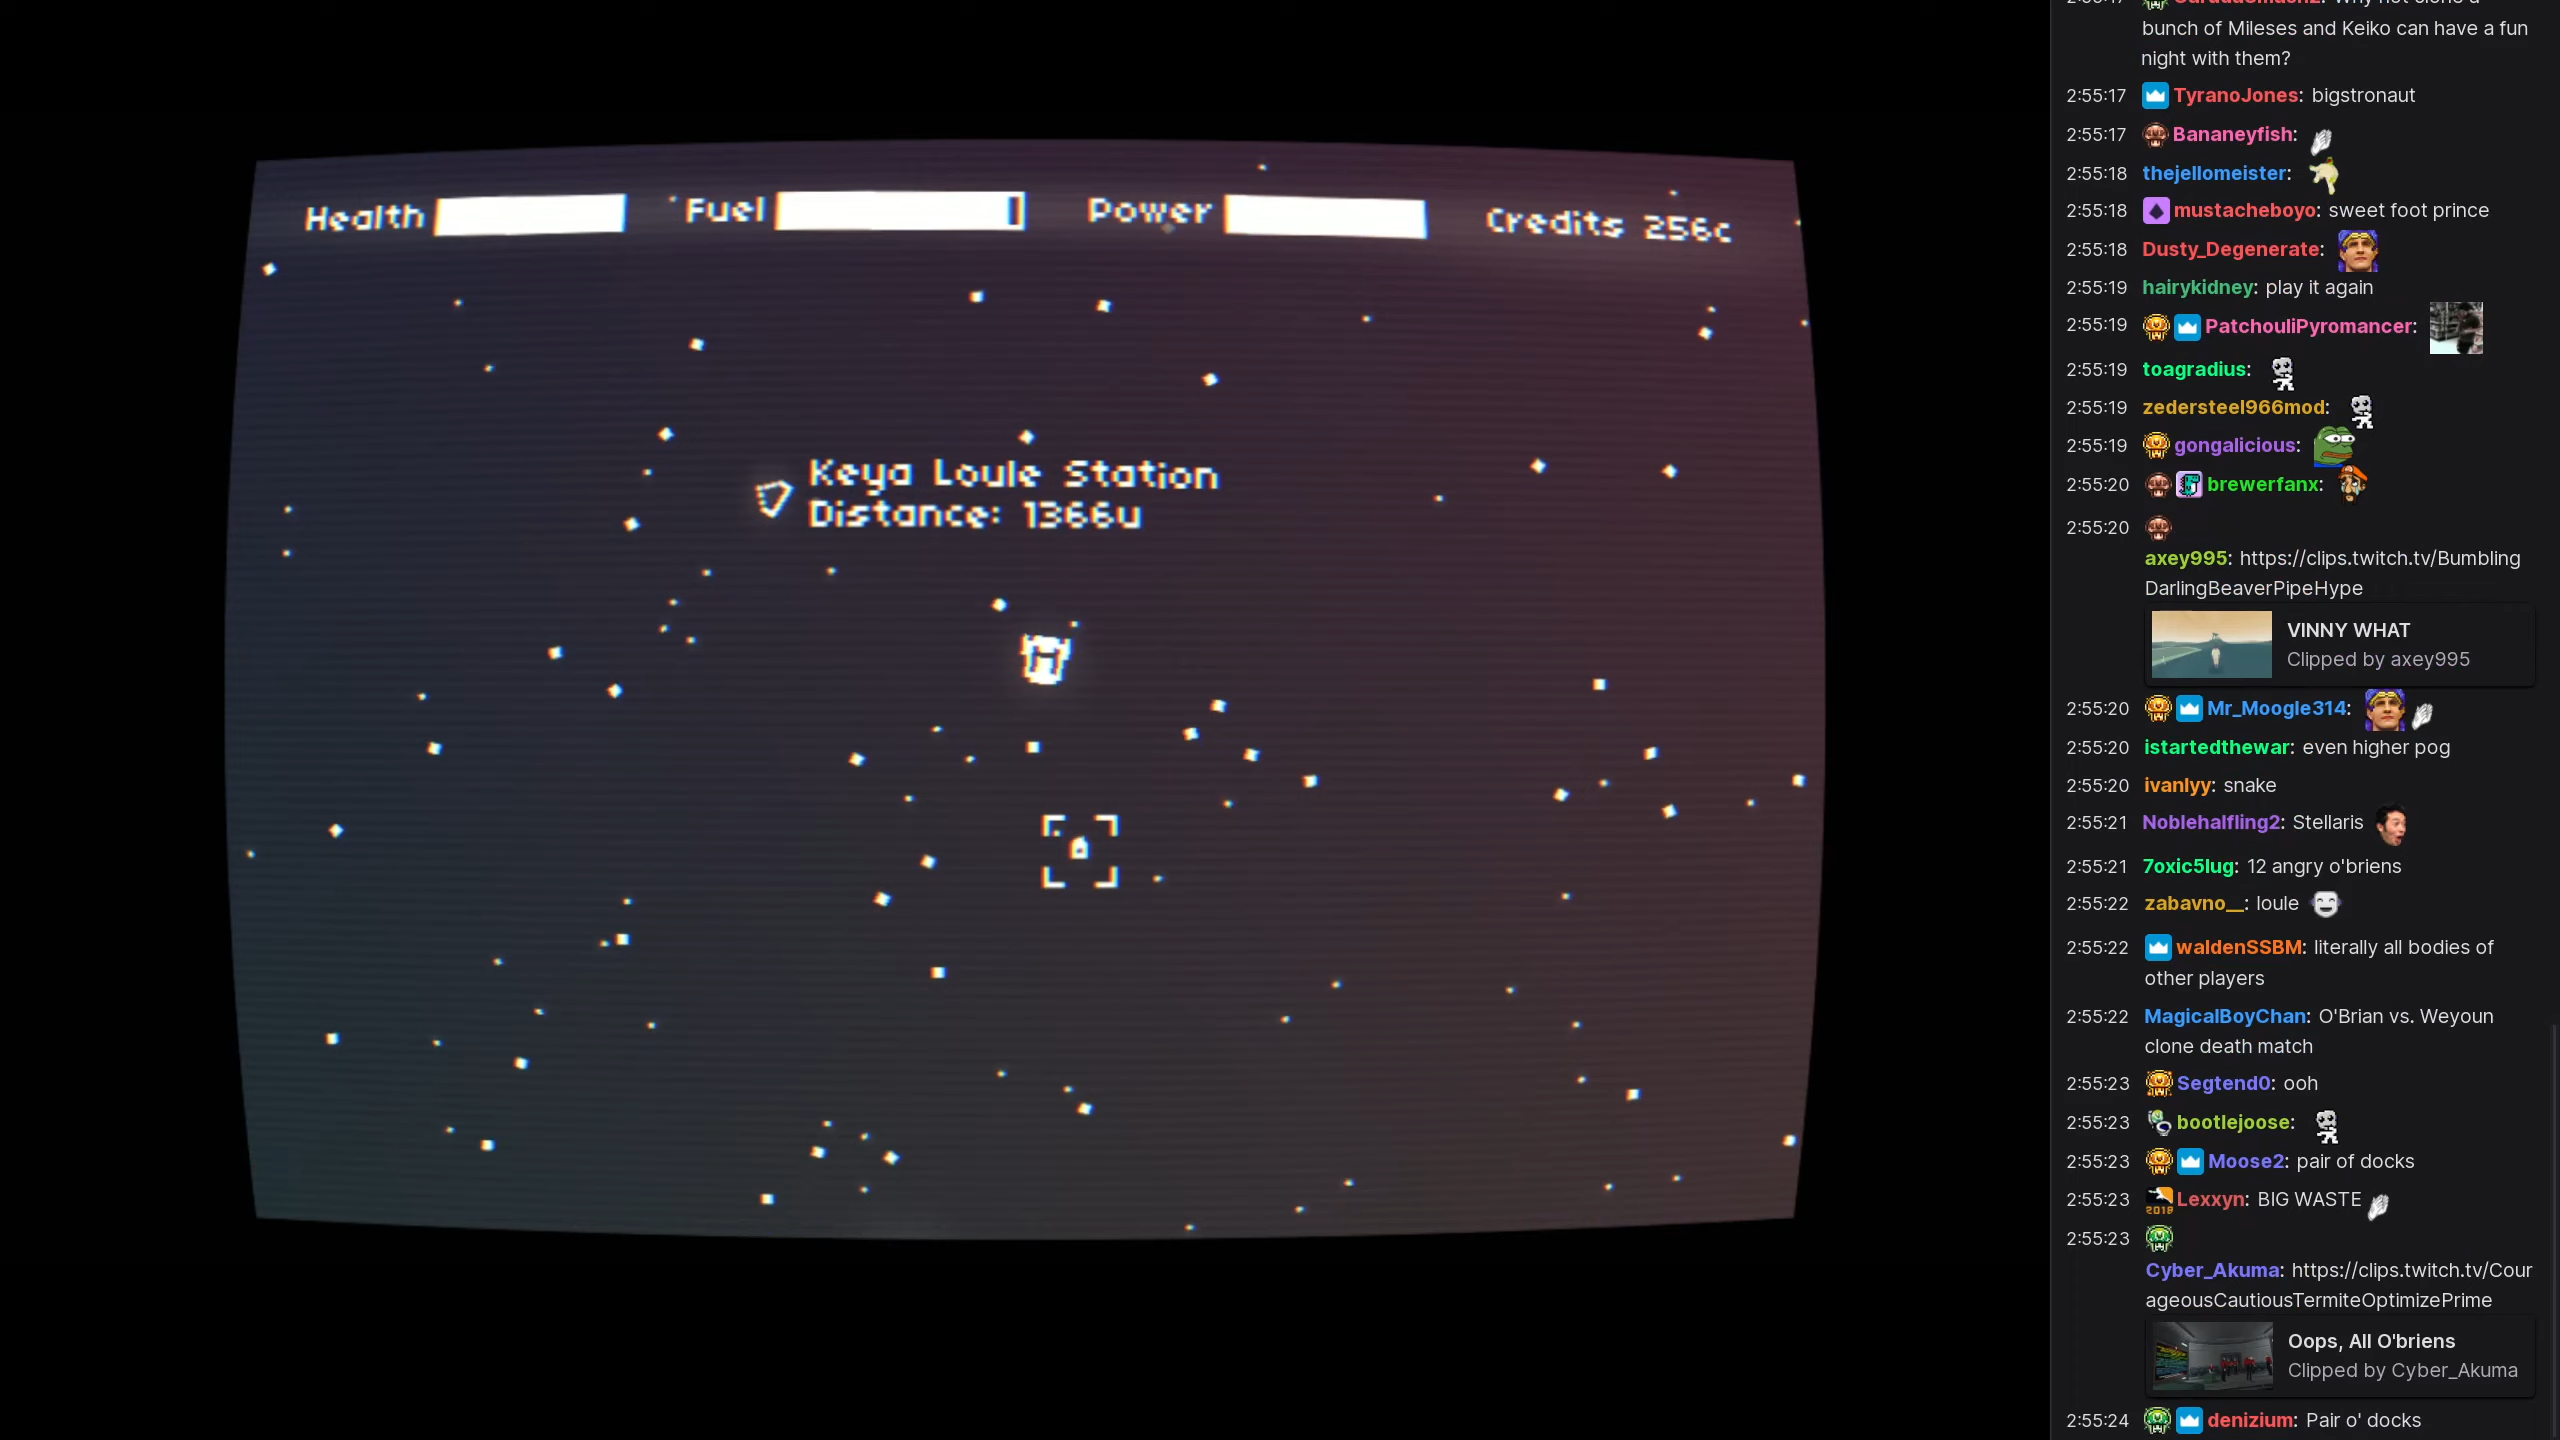 Health
Fuel
Power
Credits 256c
Keya Loule Station
Distance: 1366u
2:55:17
bunch of Mileses and Keiko can have a fun
night with them?
2:55:17 TyranoJones: bigstronaut
2:55:17 Bananeyfish:
2:55:18 thejellomeister:
2:55:18 mustacheboyo: sweet foot prince
2:55:18 Dusty_Degenerate:
2:55:19 hairykidney: play it again
2:55:19 PatchouliPyromancer:
2:55:19 toagradius:
2:55:19 zedersteel966mod:
2:55:19 gongalicious:
2:55:20 brewerfanx:
2:55:20
axey995: https://clips.twitch.tv/Bumbling
DarlingBeaverPipeHype
VINNY WHAT
Clipped by axey995
2:55:20 Mr_Moogle314:
2:55:20 istartedthewar: even higher pog
2:55:20 ivanlyy: snake
2:55:21 Noblehalfling2: Stellaris
2:55:21 7oxic5lug: 12 angry o'briens
2:55:22 zabavno__: loule
2:55:22 waldenSSBM: literally all bodies of
other players
2:55:22 MagicalBoyChan: O'Brian vs. Weyoun
clone death match
2:55:23 Segtend0: ooh
2:55:23 bootlejoose:
2:55:23 Moose2: pair of docks
2:55:23 2018 Lexxyn: BIG WASTE
2:55:23
Cyber_Akuma: https://clips.twitch.tv/Cour
ageousCautiousTermiteOptimizePrime
Oops, All O'briens
Clipped by Cyber_Akuma
2:55:24 denizium: Pair o' docks